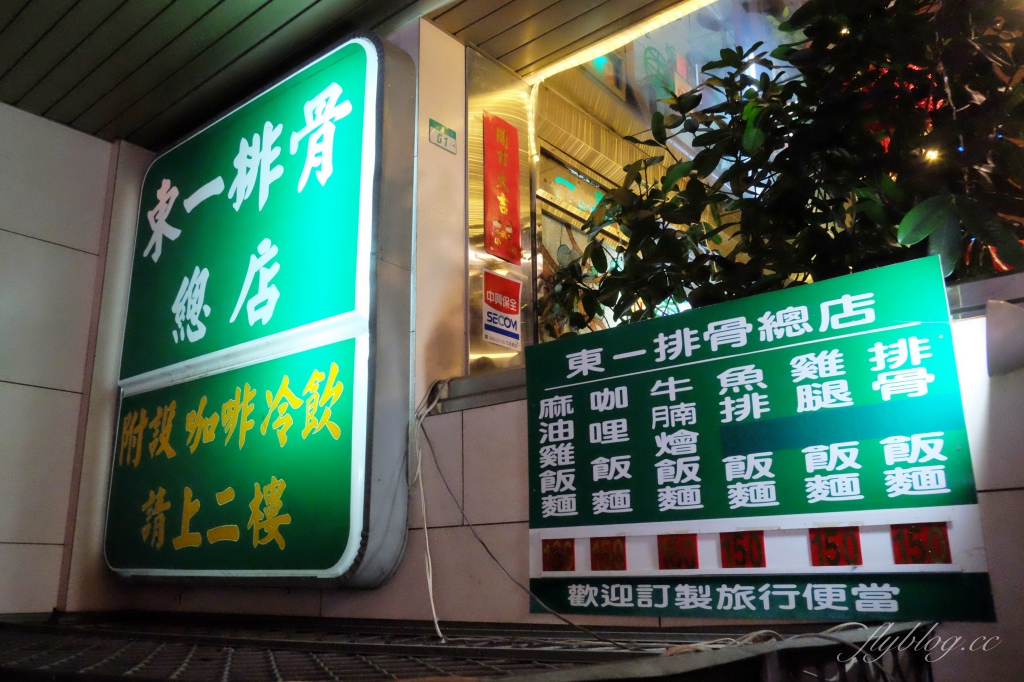 東一排骨
總店
附設咖啡冷飲
請上二樓
中興保全
SECOM
東一排骨總店
排骨飯麵
雞腿飯麵
魚排飯麵
牛腩燴飯麵
咖哩飯麵
麻油雞飯麵
150
150
150
150
歡迎訂製旅行便當
flyblog.cc